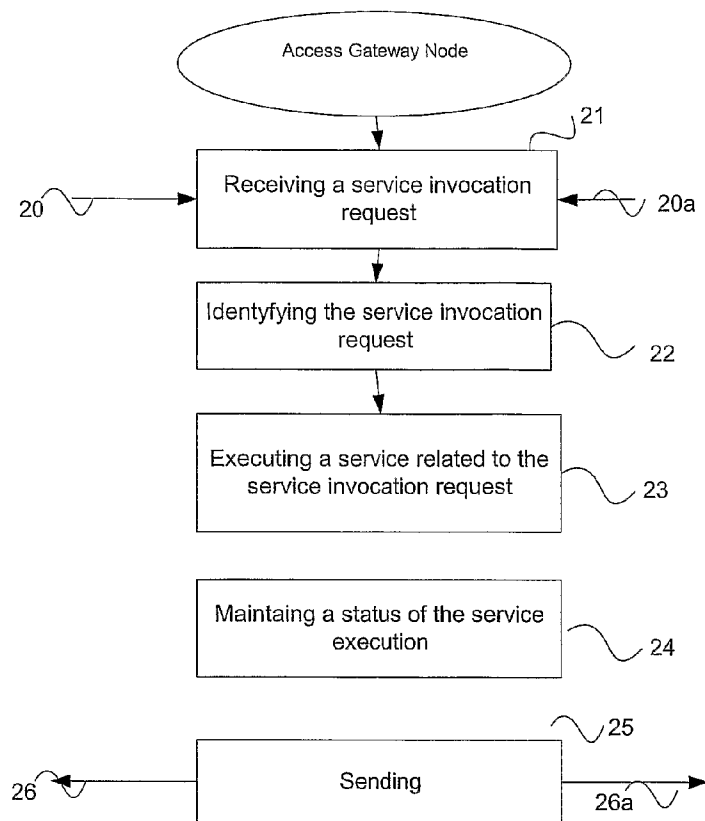 Access Gateway Node
21
Receiving a service invocation
request
20
20a
Identyfying the service invocation
request
22
Executing a service related to the
service invocation request
23
Maintaing a status of the service
execution
24
25
Sending
26
26a